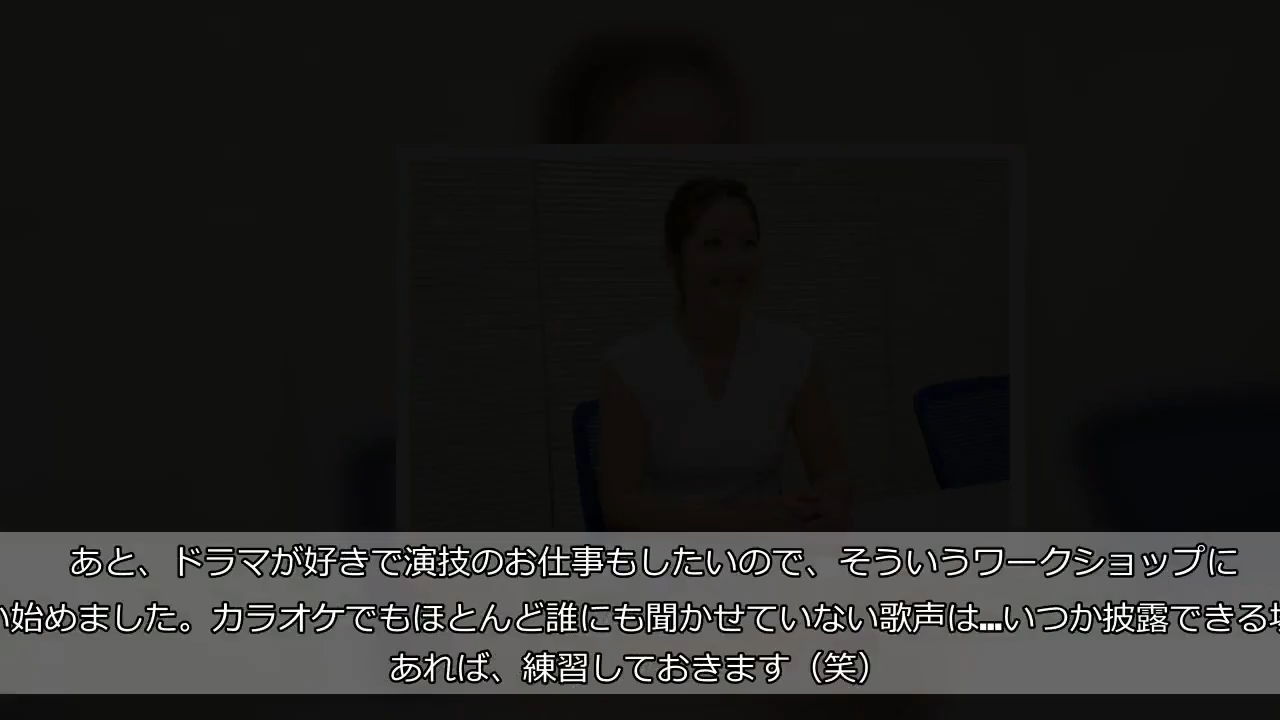 あと、ドラマが好きで演技のお仕事もしたいので、そういうワークショップに
い始めました。カラオケでもほとんど誰にも聞かせていない歌声は…いつか披露できる
あれば、練習しておきます（笑）